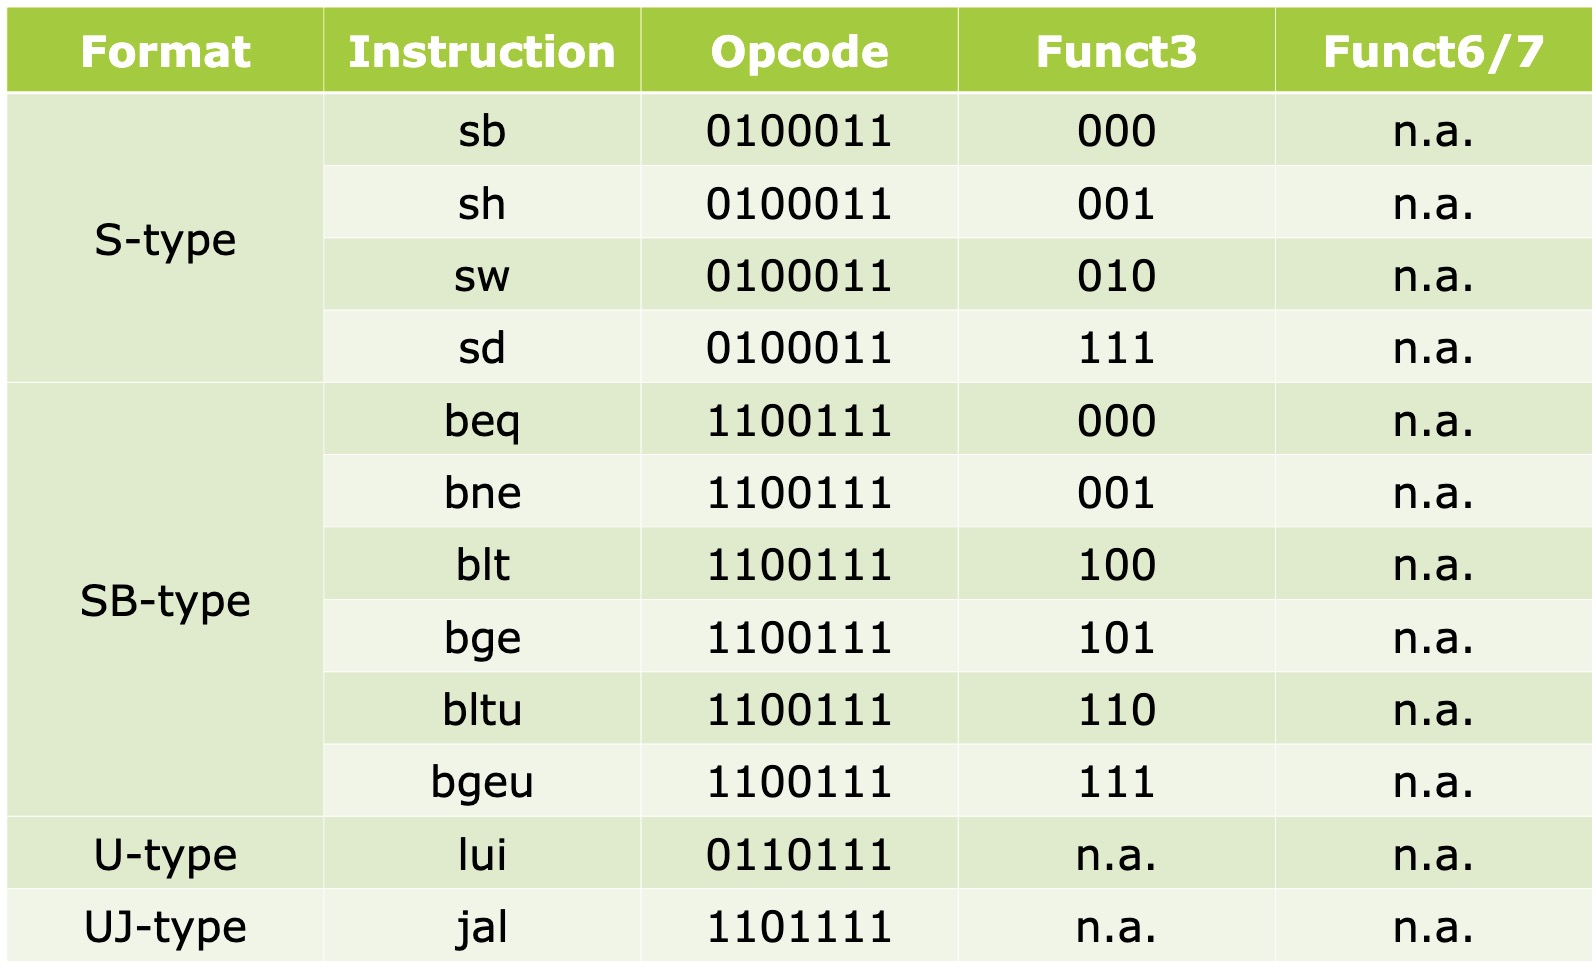 Format Instruction Opcode Funct3 Funct6/7
S-type
sb 0100011 000 n.a.
sh 0100011 001 n.a.
sw 0100011 010 n.a.
sd 0100011 111 n.a.
SB-type
beq 1100111 000 n.a.
bne 1100111 001 n.a.
blt 1100111 100 n.a.
bge 1100111 101 n.a.
bltu 1100111 110 n.a.
bgeu 1100111 111 n.a.
U-type lui 0110111 n.a. n.a.
UJ-type jal 1101111 n.a. n.a.